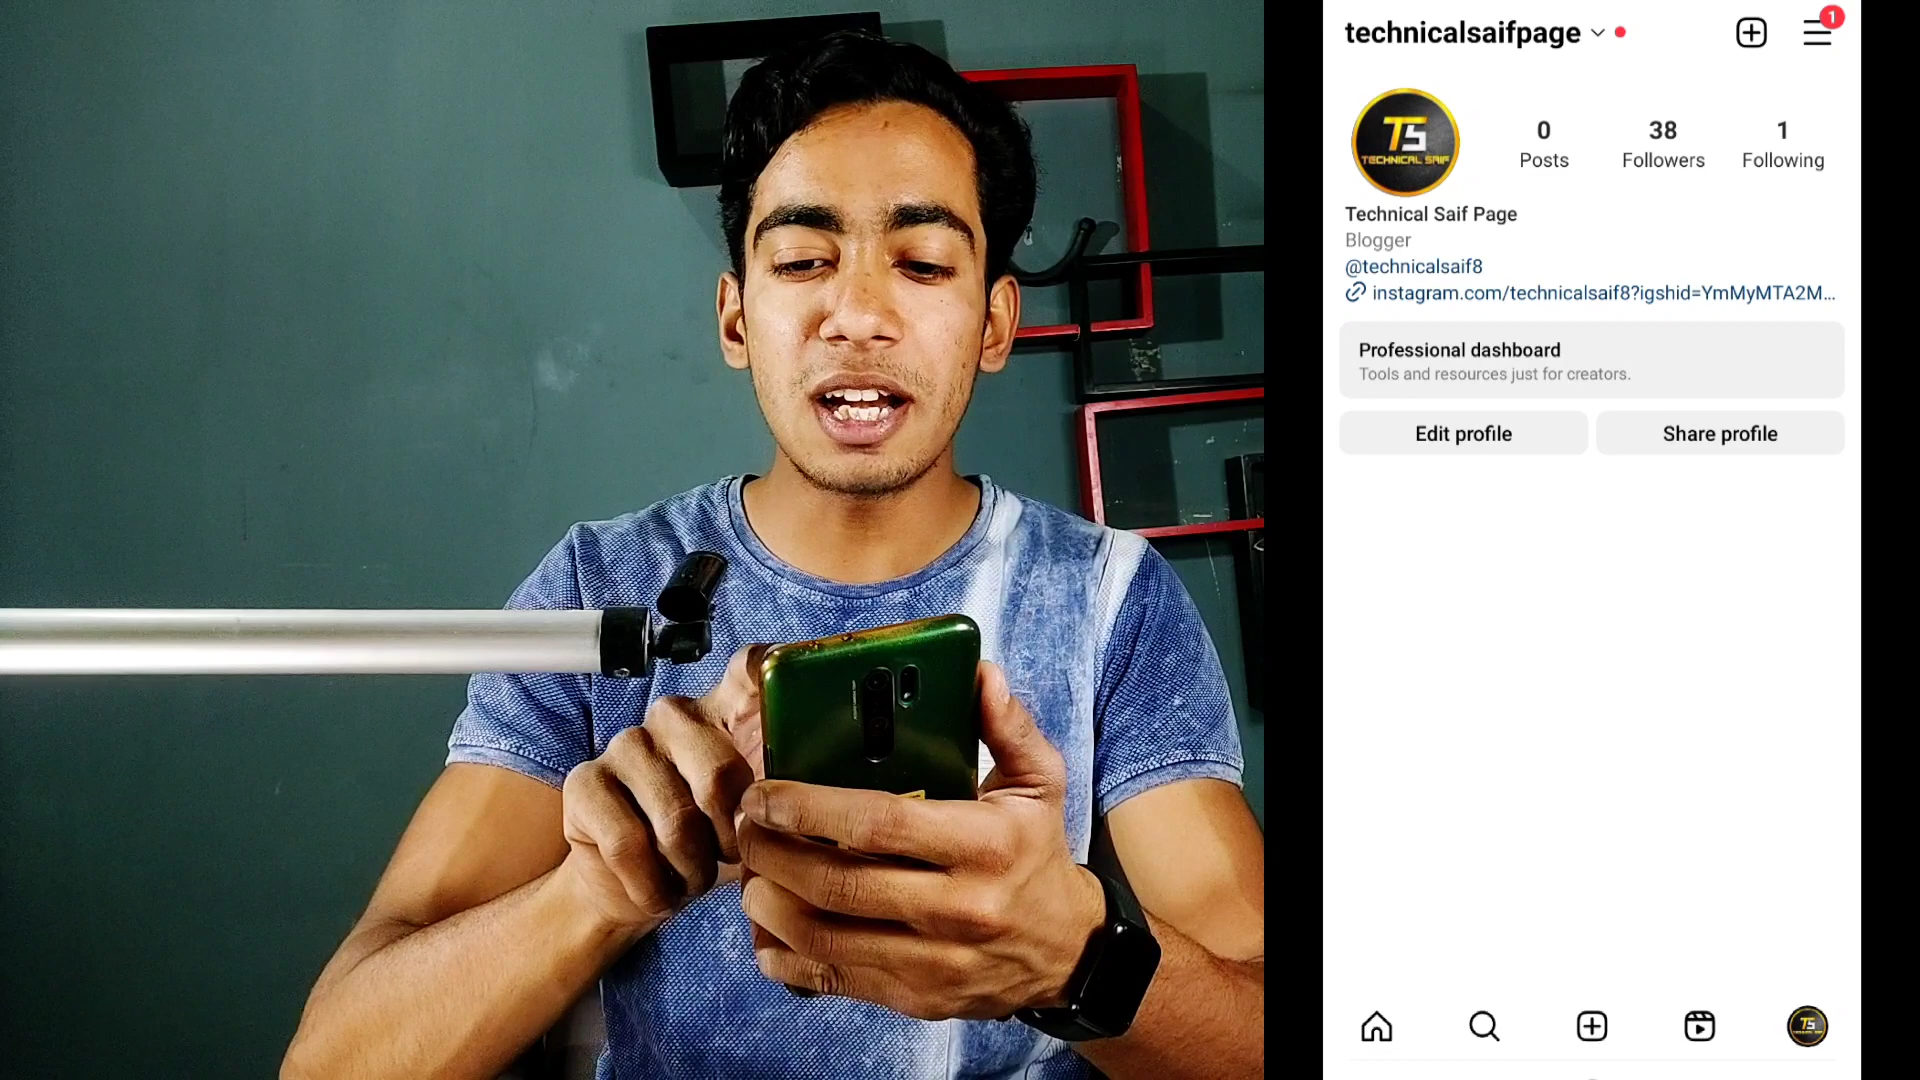 technicalsaifpage
1
TS
TECHNICAL SAIF
0
Posts
38
Followers
1
Following
Technical Saif Page
Blogger
@technicalsaif8
instagram.com/technicalsaif8?igshid=YmMyMTA2M...
Professional dashboard
Tools and resources just for creators.
Edit profile
Share profile
TS